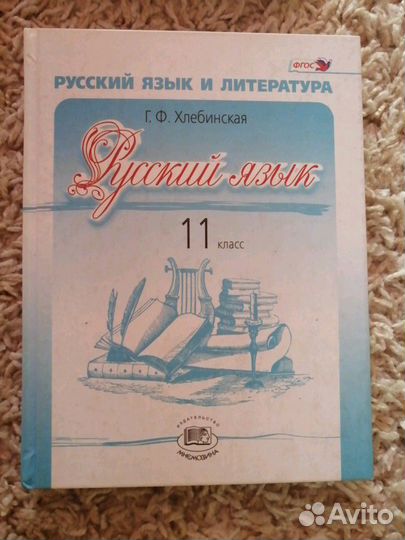 ФГОС
РУССКИЙ ЯЗЫК И ЛИТЕРАТУРА
Г. Ф. Хлебинская
Русский язык
11 класс
ИЗДАТЕЛЬСТВО
МНЕМОЗИНА
Avito